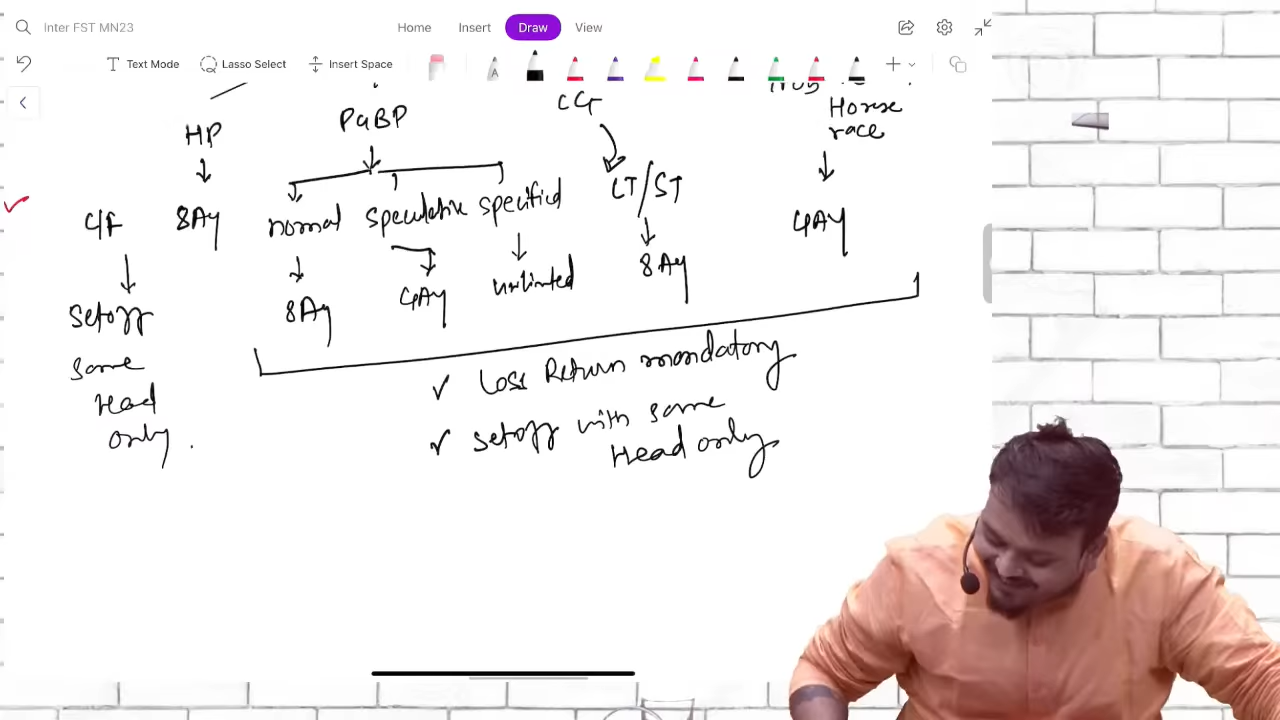 Inter FST MN23
Home Insert Draw View
Text Mode Lasso Select Insert Space
HP
PGBP
CG
Horse
race
C/F
8Ay
normal
speculative
specified
LT/ST
4Ay
8Ay
4Ay
unlimited
8Ay
Setoff
same
Head
only.
✓ Loss Return mandatory
✓ setoff with same
Head only